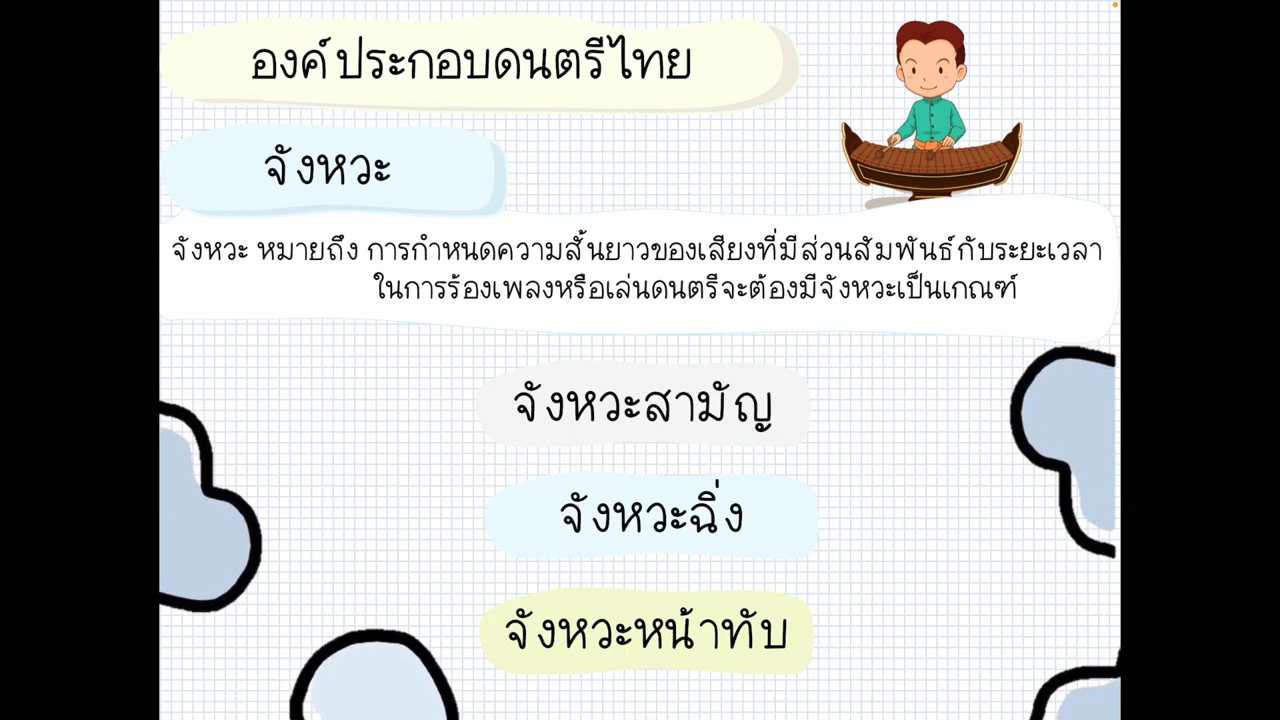 องค์ประกอบดนตรีไทย
จังหวะ
จังหวะ หมายถึง การกำหนดความสั้นยาวของเสียงที่มีส่วนสัมพันธ์กับระยะเวลา
ในการร้องเพลงหรือเล่นดนตรีจะต้องมีจังหวะเป็นเกณฑ์
จังหวะสามัญ
จังหวะฉิ่ง
จังหวะหน้าทับ